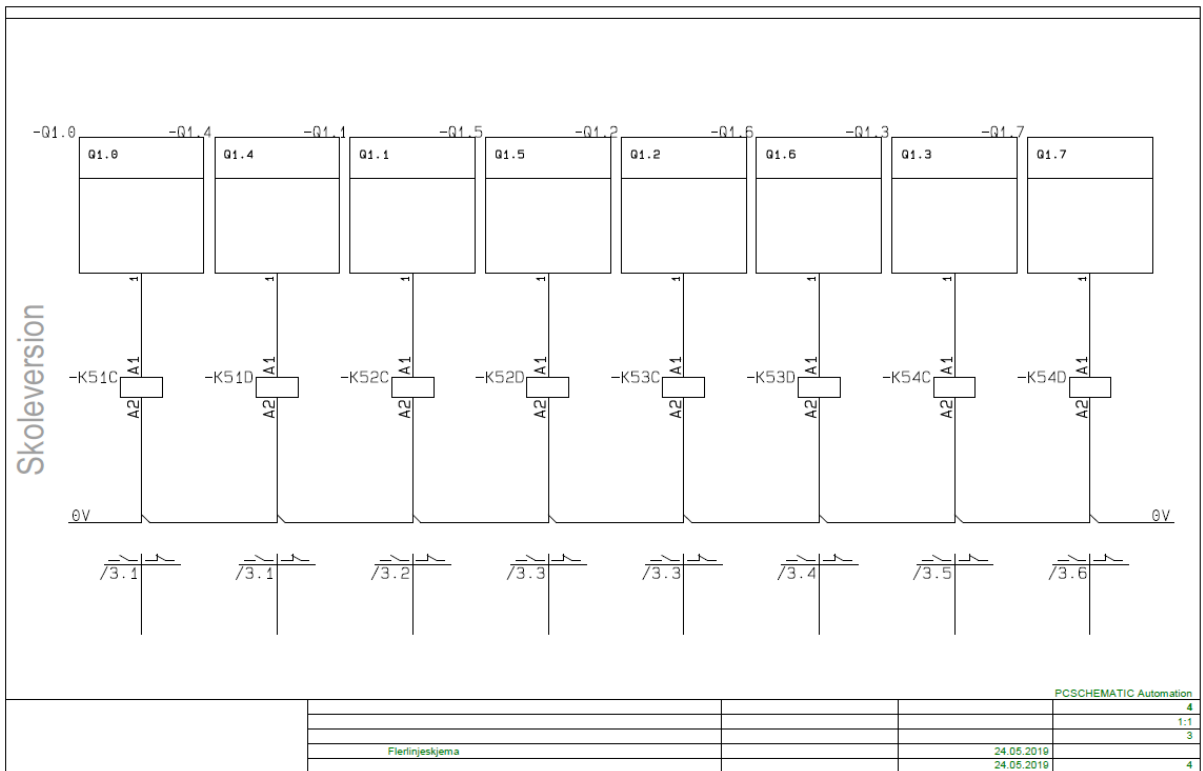 -Q1.0 -Q1.4 -Q1.1 -Q1.5 -Q1.2 -Q1.6 -Q1.3 -Q1.7
Q1.0 Q1.4 Q1.1 Q1.5 Q1.2 Q1.6 Q1.3 Q1.7
1 1 1 1 1 1 1 1
A1 A1 A1 A1 A1 A1 A1 A1
-K51C -K51D -K52C -K52D -K53C -K53D -K54C -K54D
A2 A2 A2 A2 A2 A2 A2 A2
Skoleversion
0V 0V
/3.1 /3.1 /3.2 /3.3 /3.3 /3.4 /3.5 /3.6
PCSCHEMATIC Automation
4
1:1
3
Flerlinjeskjema 24.05.2019
24.05.2019 4